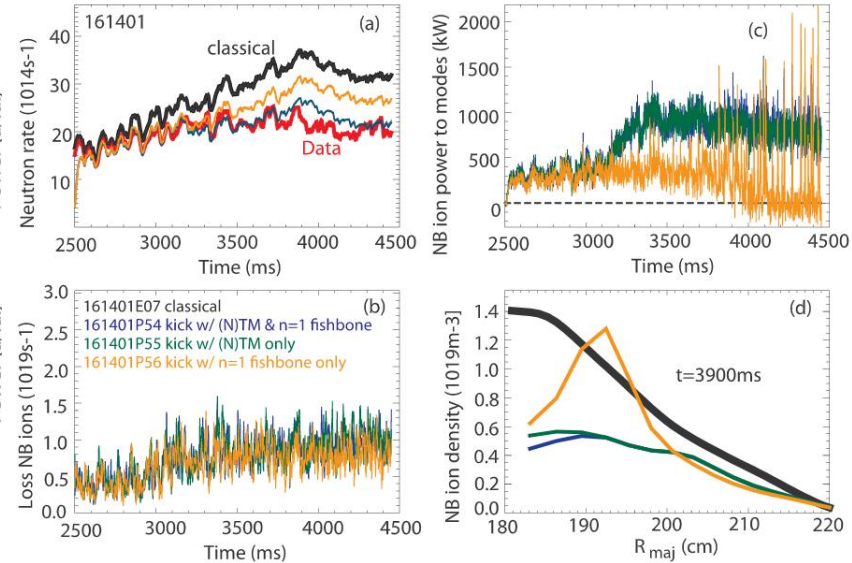 161401
(a)
classical
Data
40
30
20
10
Neutron rate (1014s-1)
2500 3000 3500 4000 4500
Time (ms)
(c)
2000
1500
1000
500
0
NB ion power to modes (kW)
2500 3000 3500 4000 4500
Time (ms)
(b)
161401E07 classical
161401P54 kick w/ (N)TM & n=1 fishbone
161401P55 kick w/ (N)TM only
161401P56 kick w/ n=1 fishbone only
3.0
2.5
2.0
1.5
1.0
0.5
0.0
Loss NB ions (1019s-1)
2500 3000 3500 4000 4500
Time (ms)
(d)
t=3900ms
1.4
1.2
1.0
0.8
0.6
0.4
0.2
0.0
NB ion density (1019m-3]
180 190 200 210 220
R maj (cm)